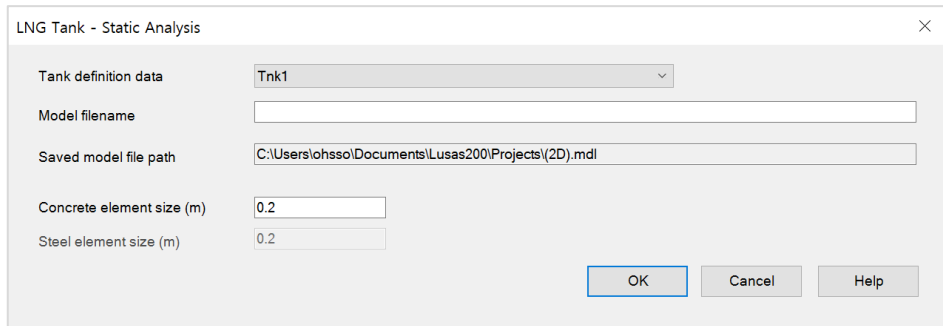 LNG Tank - Static Analysis
Tank definition data Tnk1
Model filename
Saved model file path C:\Users\ohsso\Documents\Lusas200\Projects\(2D).mdl
Concrete element size (m) 0.2
Steel element size (m) 0.2
OK Cancel Help